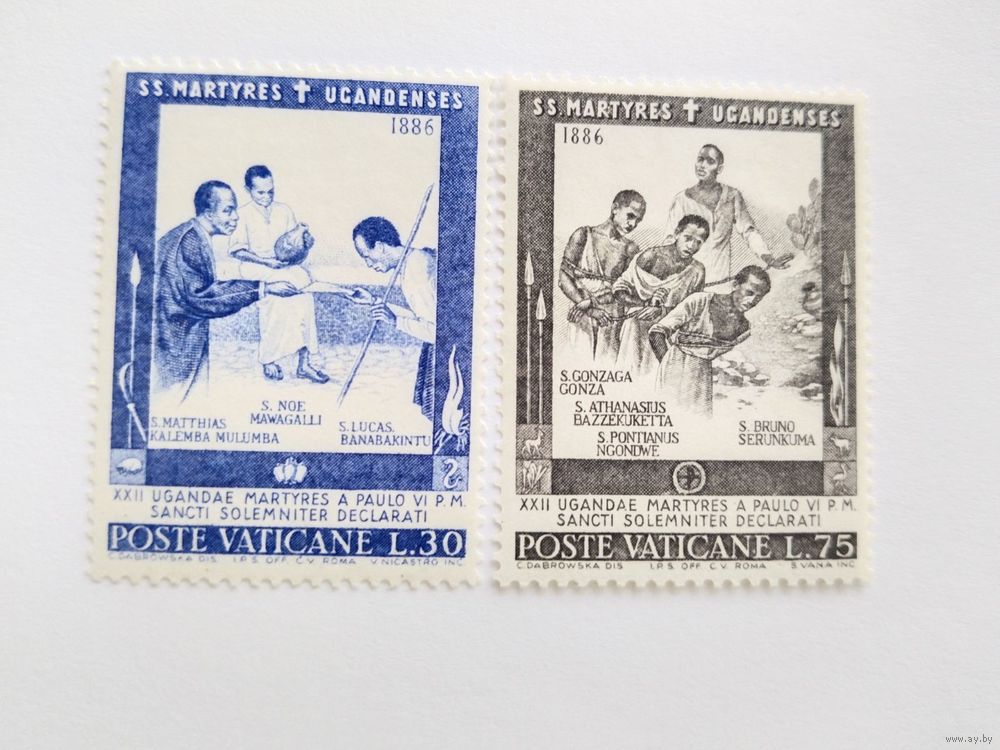 SS. MARTYRES ✝ UGANDENSES
1886
S. MATTHIAS
KALEMBA MULUMBA
S. NOE
MAWAGALLI
S. LUCAS.
BANABAKINTU
XXII UGANDAE MARTYRES A PAULO VI P.M.
SANCTI SOLEMNITER DECLARATI
POSTE VATICANE L.30
C. DABROWSKA DIS. I.P.S. OFF. C.V. ROMA V. NICASTRO INC.
SS. MARTYRES ✝ UGANDENSES
1886
S. GONZAGA
GONZA
S. ATHANASIUS
BAZZEKUKETTA
S. PONTIANUS
NGONDWE
S. BRUNO
SERUNKUMA
XXII UGANDAE MARTYRES A PAULO VI P.M.
SANCTI SOLEMNITER DECLARATI
POSTE VATICANE L.75
C. DABROWSKA DIS I.P.S. OFF. C.V. ROMA S. VANA INC.
www.ay.by